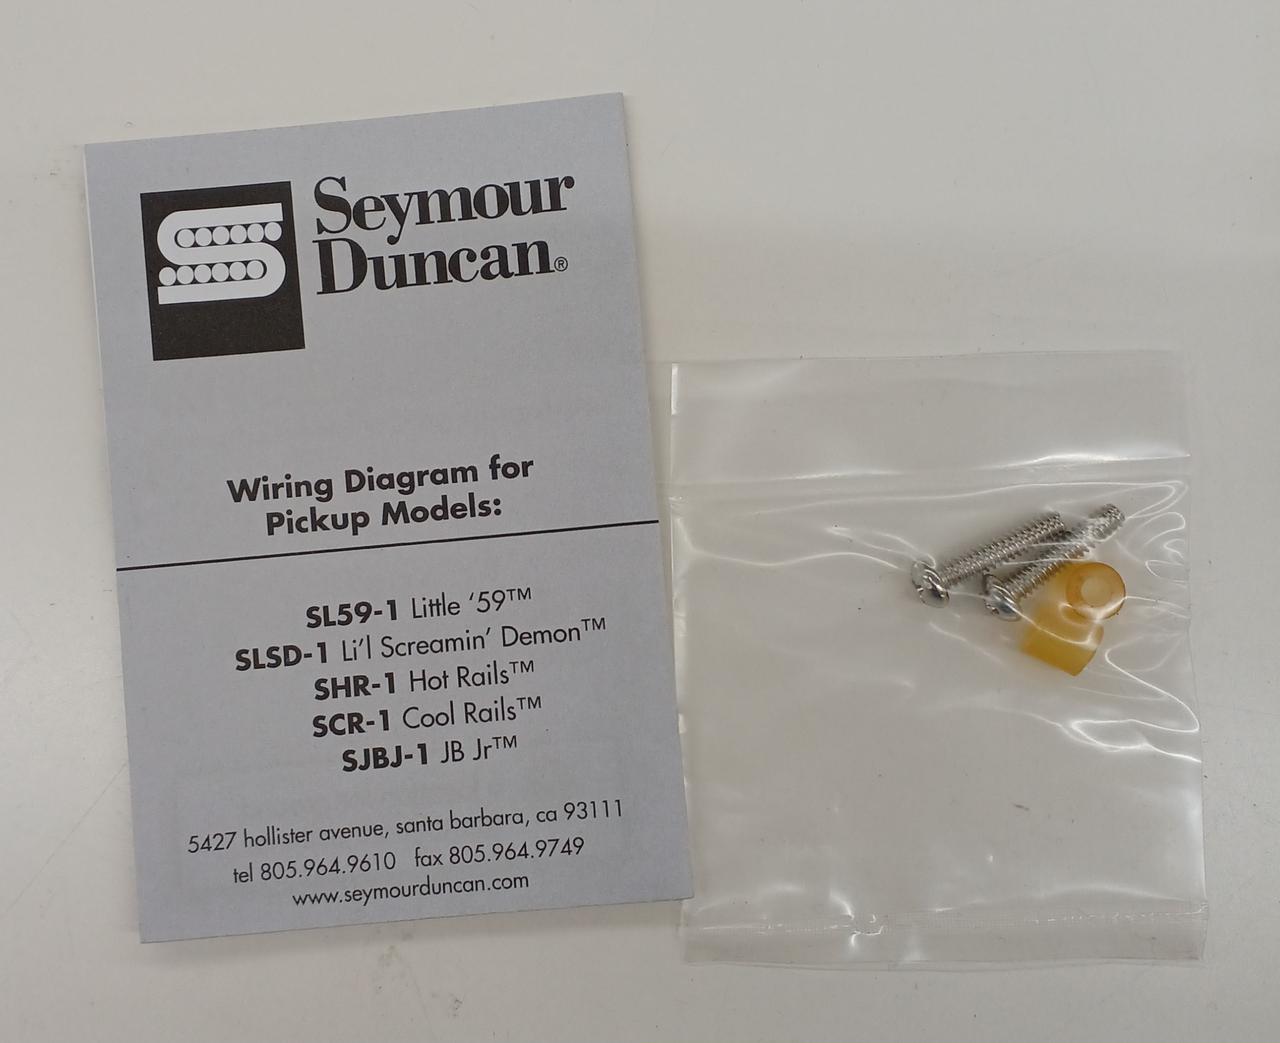 Seymour
Duncan®
Wiring Diagram for
Pickup Models:
SL59-1 Little ‘59™
SLSD-1 Li’l Screamin’ Demon™
SHR-1 Hot Rails™
SCR-1 Cool Rails™
SJBJ-1 JB Jr™
5427 hollister avenue, santa barbara, ca 93111
tel 805.964.9610 fax 805.964.9749
www.seymourduncan.com